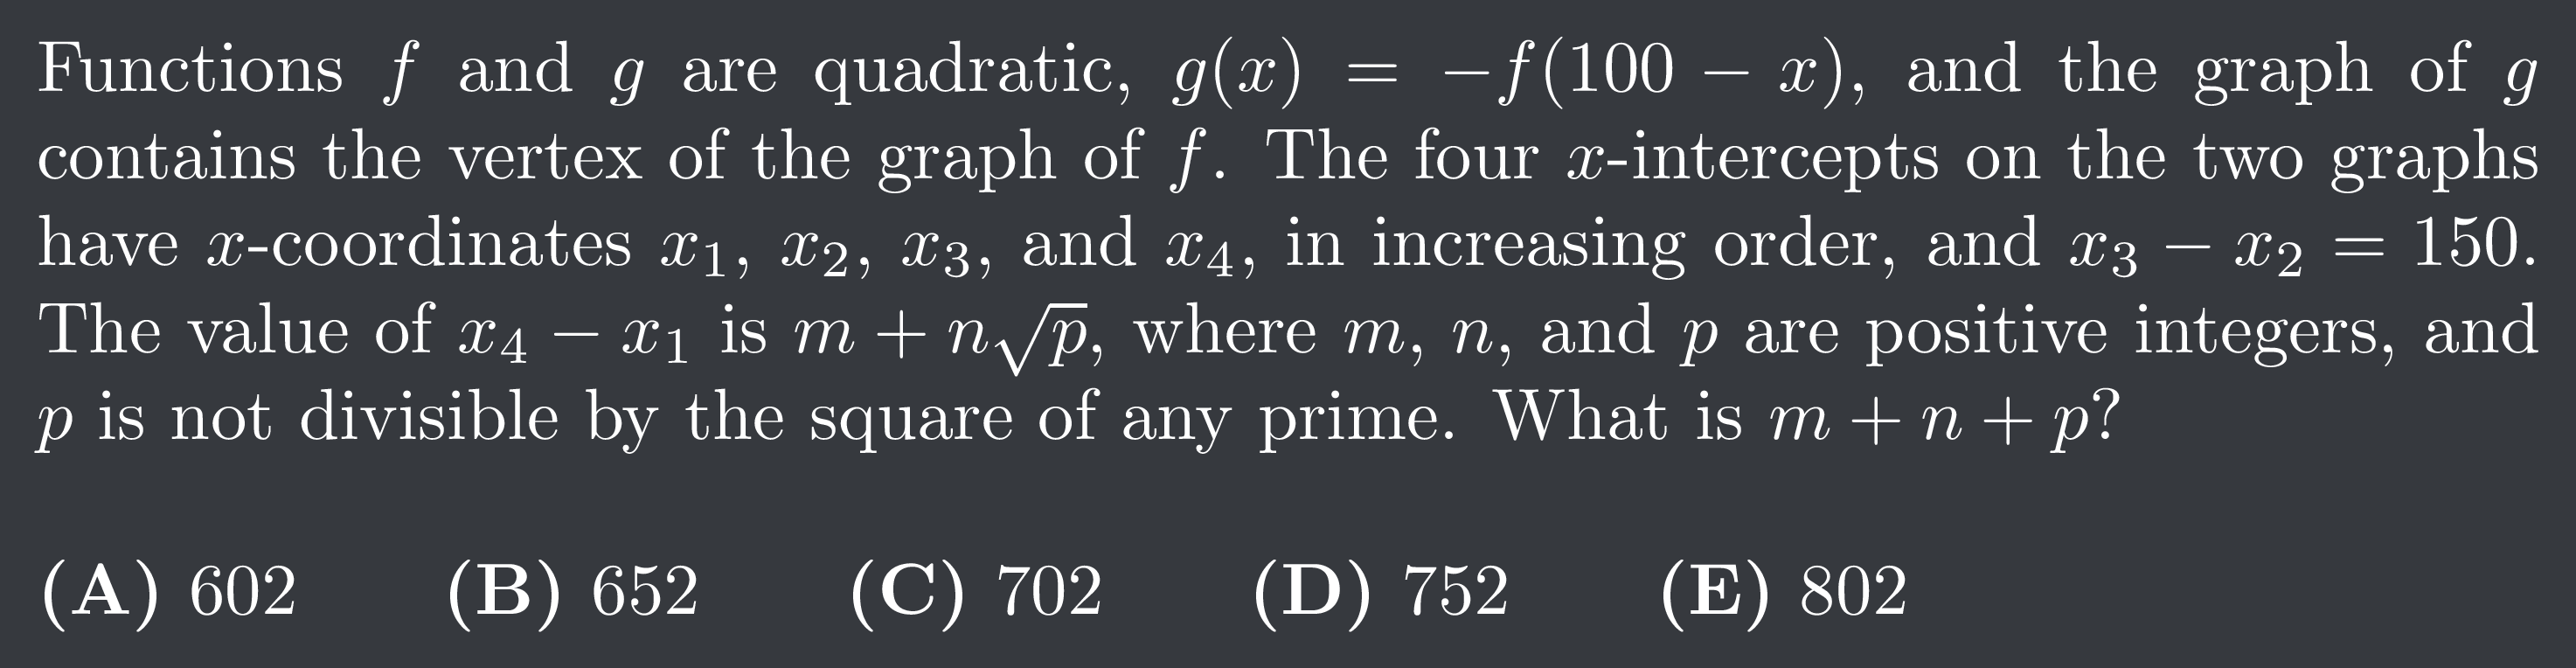 Functions f and g are quadratic, g(x) = −f(100 − x), and the graph of g
contains the vertex of the graph of f. The four x-intercepts on the two graphs
have x-coordinates x₁, x₂, x₃, and x₄, in increasing order, and x₃ − x₂ = 150.
The value of x₄ − x₁ is m + n√p, where m, n, and p are positive integers, and
p is not divisible by the square of any prime. What is m + n + p?
(A) 602 (B) 652 (C) 702 (D) 752 (E) 802